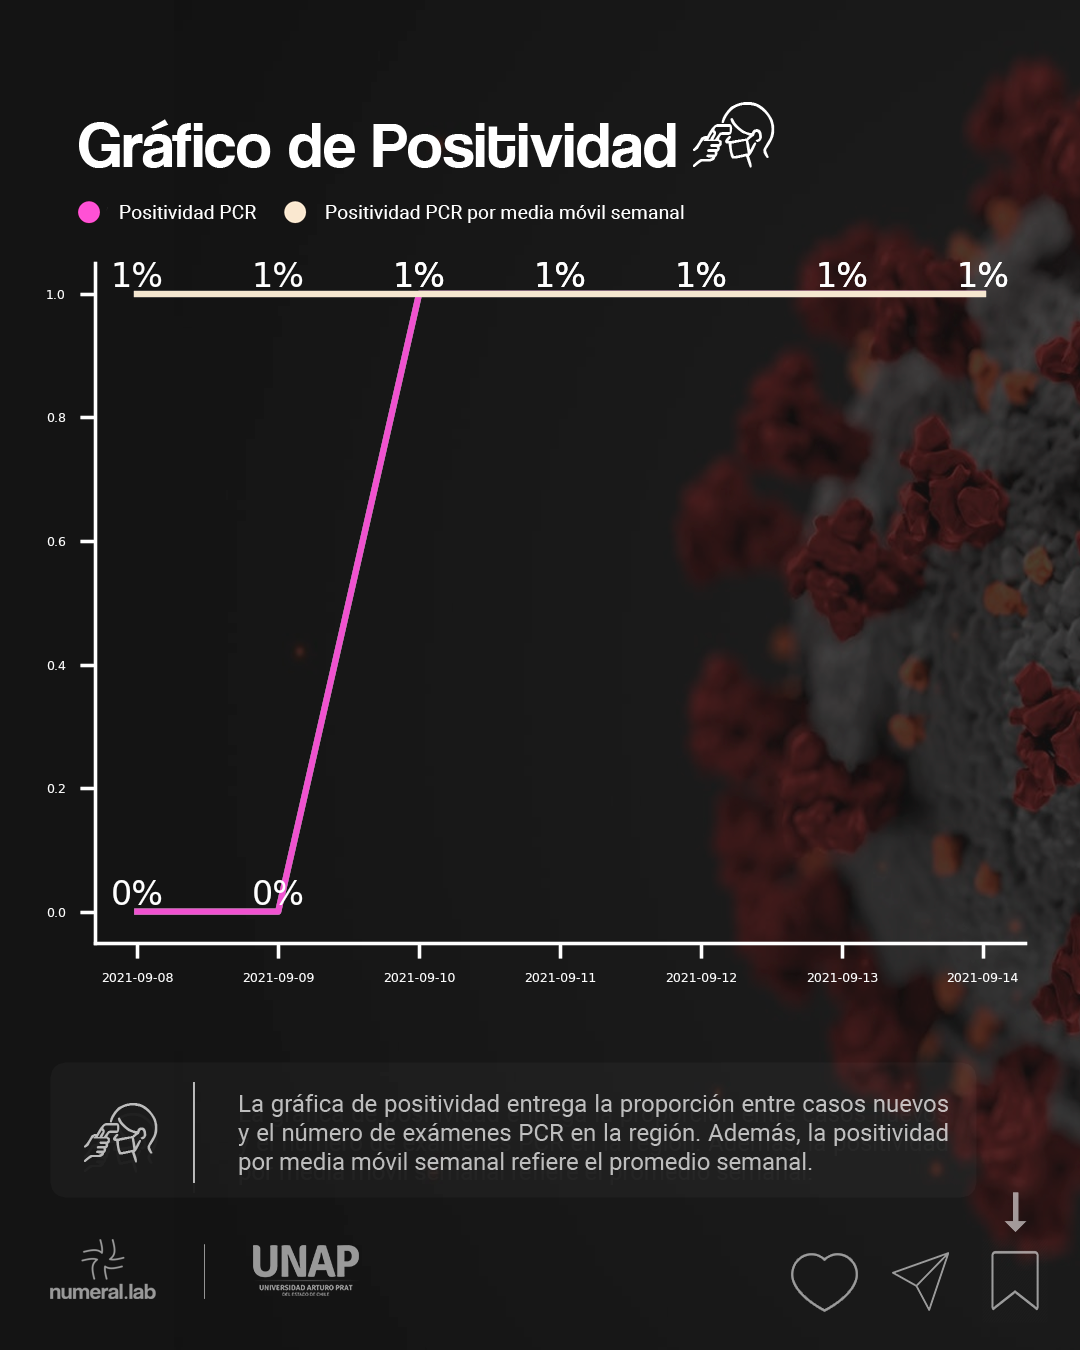 Gráfico de Positividad
Positividad PCR
Positividad PCR por media móvil semanal
1% 1% 1% 1% 1% 1% 1%
1.0
0.8
0.6
0.4
0.2
0% 0%
0.0
2021-09-08 2021-09-09 2021-09-10 2021-09-11 2021-09-12 2021-09-13 2021-09-14
La gráfica de positividad entrega la proporción entre casos nuevos
y el número de exámenes PCR en la región. Además, la positividad
por media móvil semanal refiere el promedio semanal.
numeral.lab
UNAP
UNIVERSIDAD ARTURO PRAT
DEL ESTADO DE CHILE